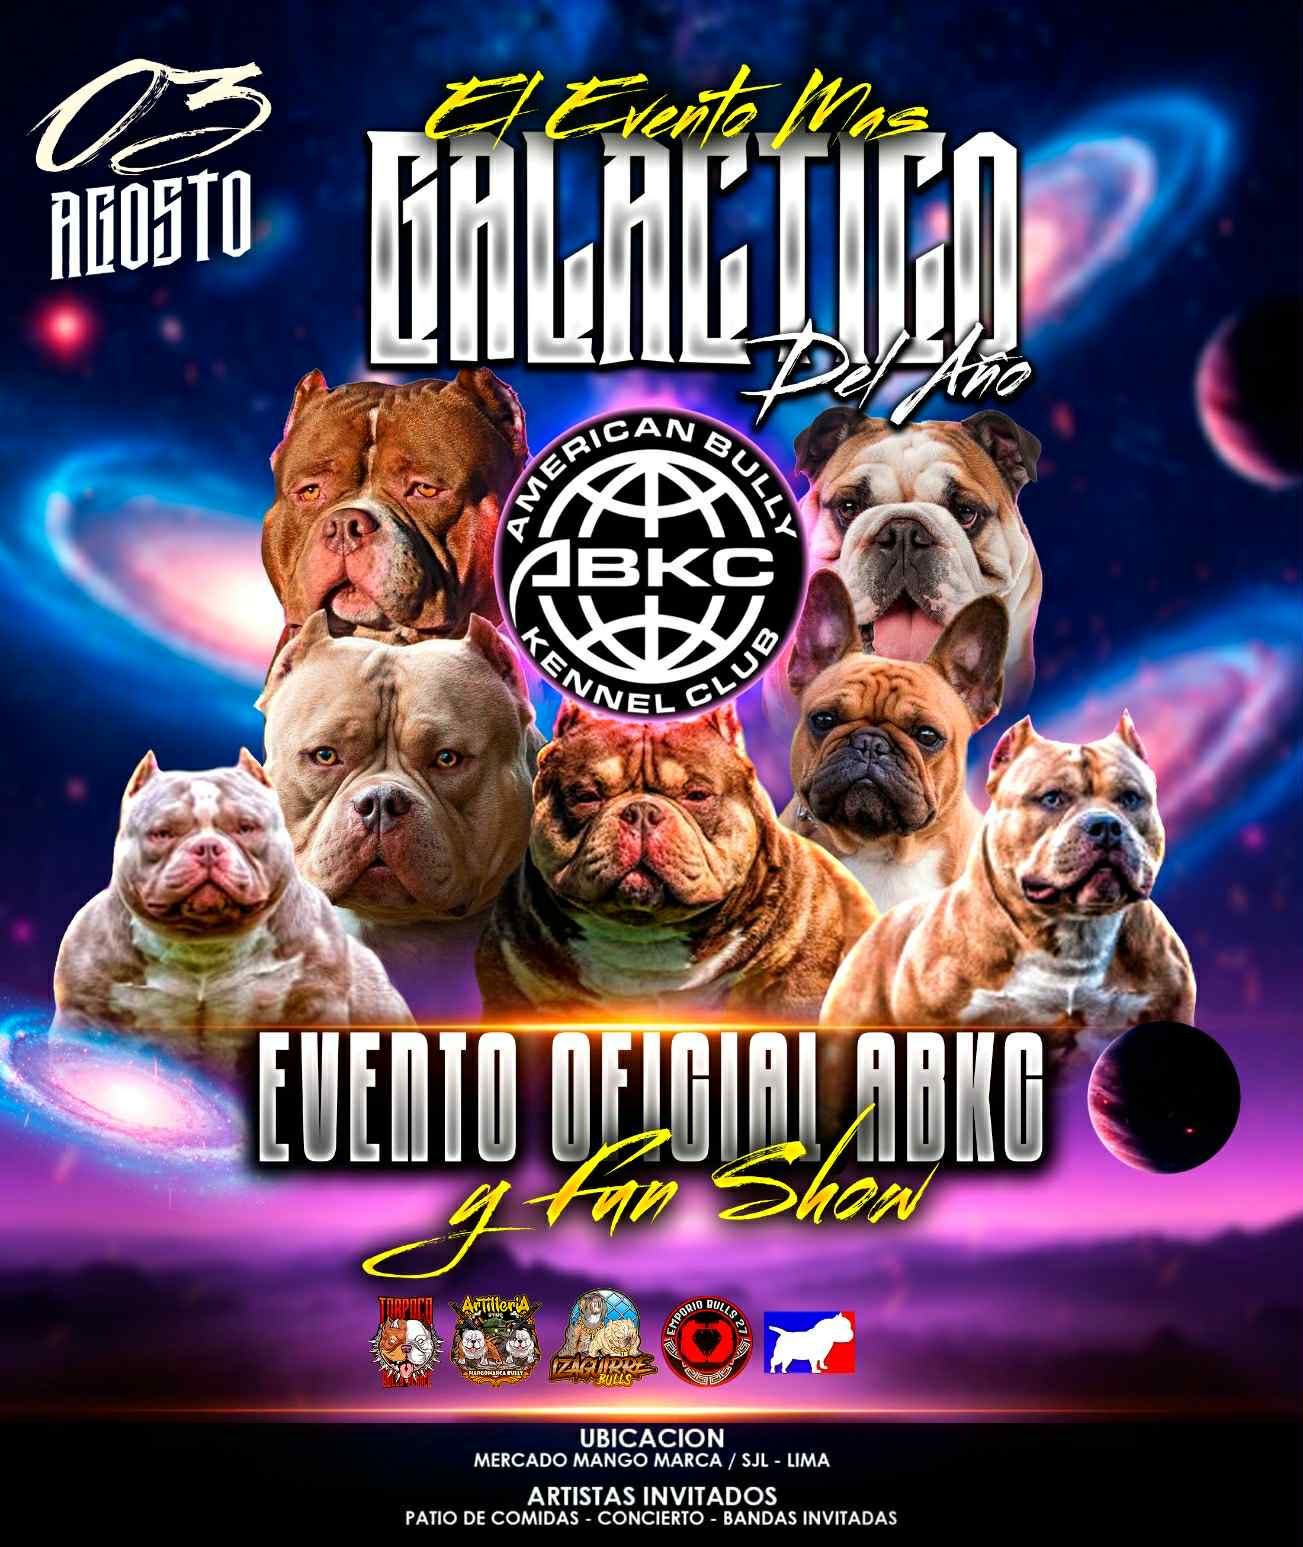 03
AGOSTO
El Evento Mas
GALACTICO
Del Año
AMERICAN BULLY
ABKC
KENNEL CLUB
EVENTO OFICIAL ABKC
y fun Show
ArtilleriA
MANGOMARCA BULLY
IZAGUIRRE
BULLS
EMPORIO BULLS 27
UBICACION
MERCADO MANGO MARCA / SJL - LIMA
ARTISTAS INVITADOS
PATIO DE COMIDAS - CONCIERTO - BANDAS INVITADAS